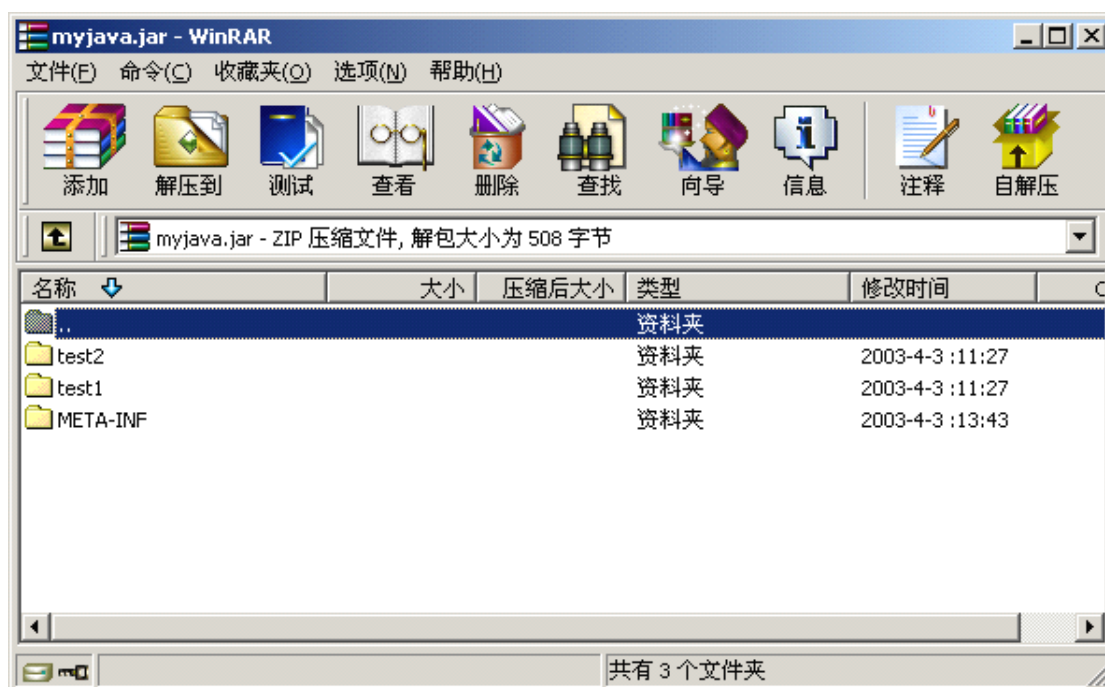 myjava.jar - WinRAR
文件(F) 命令(C) 收藏夹(O) 选项(N) 帮助(H)
添加 解压到 测试 查看 删除 查找 向导 信息 注释 自解压
myjava.jar - ZIP 压缩文件, 解包大小为 508 字节
名称 大小 压缩后大小 类型 修改时间 C
.. 资料夹
test2 资料夹 2003-4-3 :11:27
test1 资料夹 2003-4-3 :11:27
META-INF 资料夹 2003-4-3 :13:43
共有 3 个文件夹